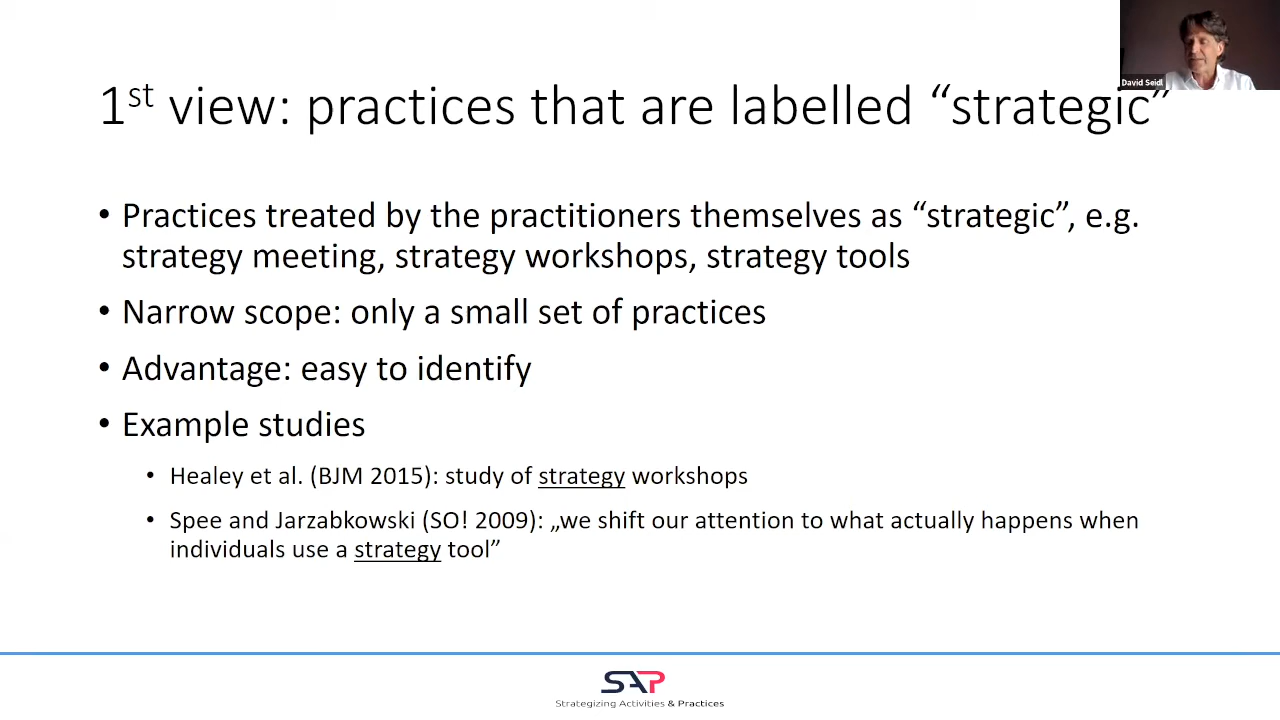 David Seidl
1st view: practices that are labelled “strategic”
• Practices treated by the practitioners themselves as “strategic”, e.g.
strategy meeting, strategy workshops, strategy tools
• Narrow scope: only a small set of practices
• Advantage: easy to identify
• Example studies
• Healey et al. (BJM 2015): study of strategy workshops
• Spee and Jarzabkowski (SO! 2009): „we shift our attention to what actually happens when
individuals use a strategy tool”
SAP
Strategizing Activities & Practices